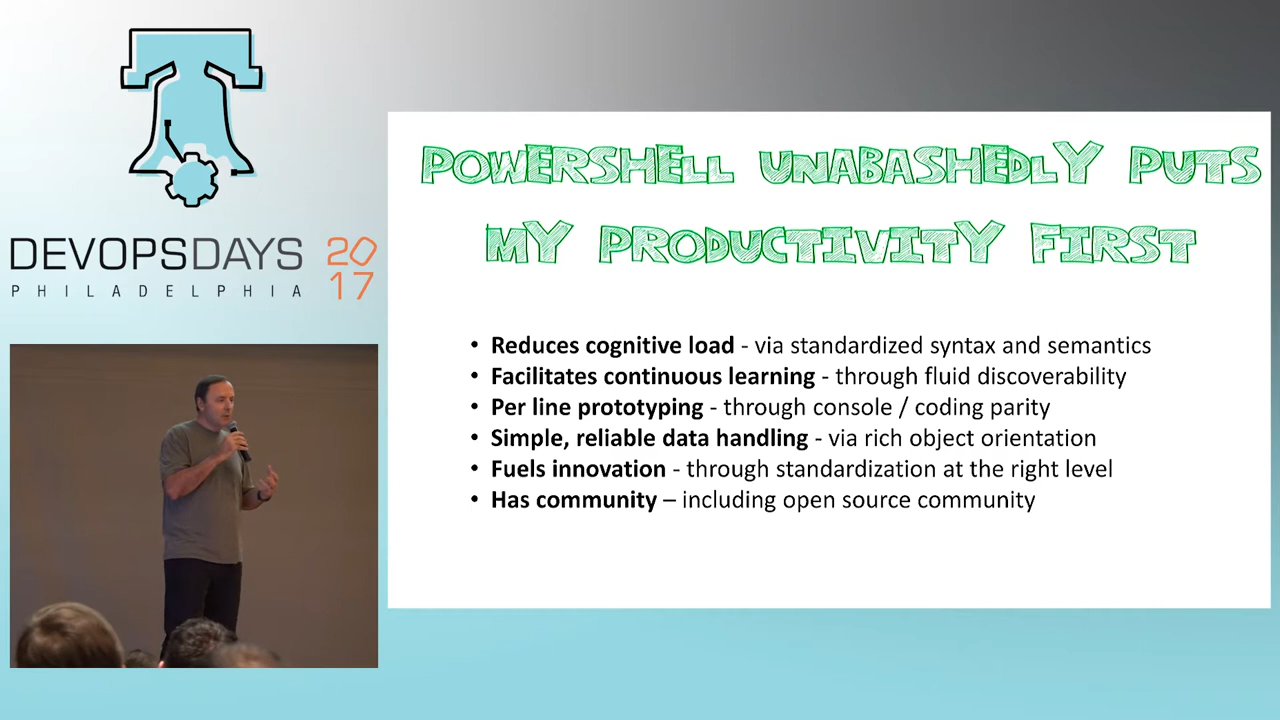 DEVOPSDAYS 2017
PHILADELPHIA
POWERSHELL UNABASHEDLY PUTS
MY PRODUCTIVITY FIRST
• Reduces cognitive load - via standardized syntax and semantics
• Facilitates continuous learning - through fluid discoverability
• Per line prototyping - through console / coding parity
• Simple, reliable data handling - via rich object orientation
• Fuels innovation - through standardization at the right level
• Has community – including open source community